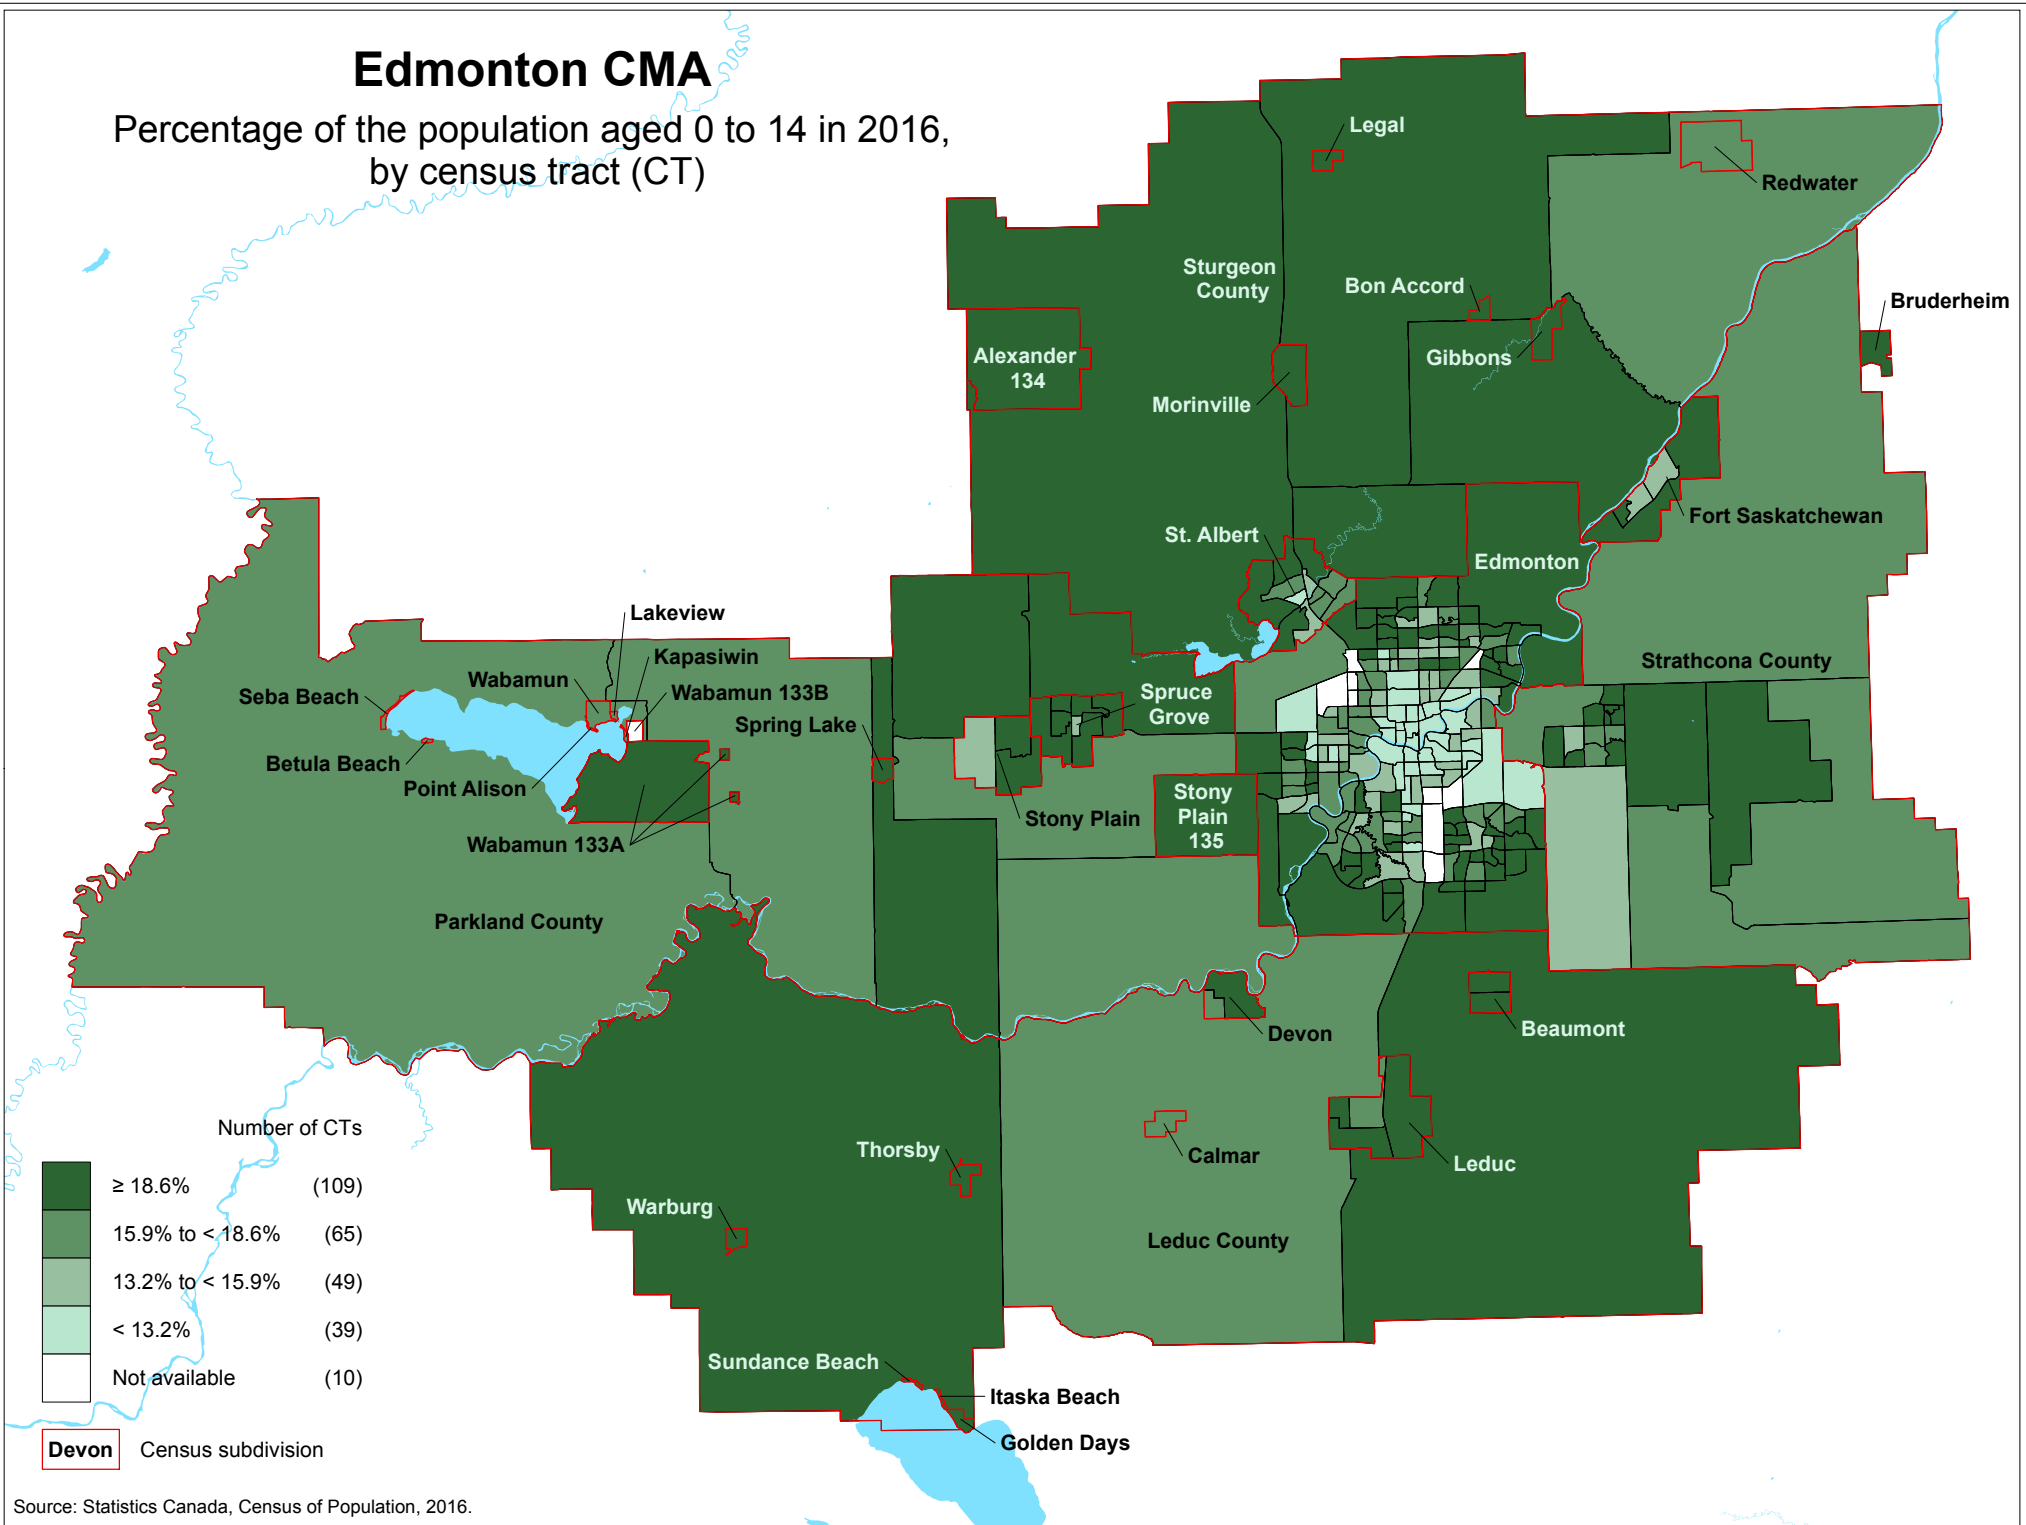 Edmonton CMA
Percentage of the population aged 0 to 14 in 2016,
by census tract (CT)
Legal
Redwater
Sturgeon
County
Bon Accord
Bruderheim
Alexander
134
Gibbons
Morinville
Fort Saskatchewan
St. Albert
Edmonton
Lakeview
Kapasiwin
Strathcona County
Wabamun
Wabamun 133B
Seba Beach
Spruce
Grove
Spring Lake
Betula Beach
Point Alison
Stony
Plain
135
Stony Plain
Wabamun 133A
Parkland County
Devon
Beaumont
Number of CTs
Thorsby
Calmar
Leduc
≥ 18.6% (109)
Warburg
15.9% to < 18.6% (65)
Leduc County
13.2% to < 15.9% (49)
< 13.2% (39)
Sundance Beach
Not available (10)
Itaska Beach
Golden Days
Devon Census subdivision
Source: Statistics Canada, Census of Population, 2016.